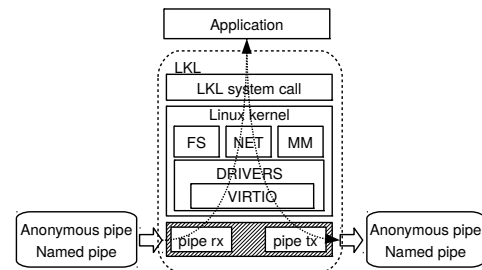 Application
LKL
LKL system call
Linux kernel
FS NET MM
DRIVERS
VIRTIO
Anonymous pipe
Named pipe
pipe rx pipe tx
Anonymous pipe
Named pipe